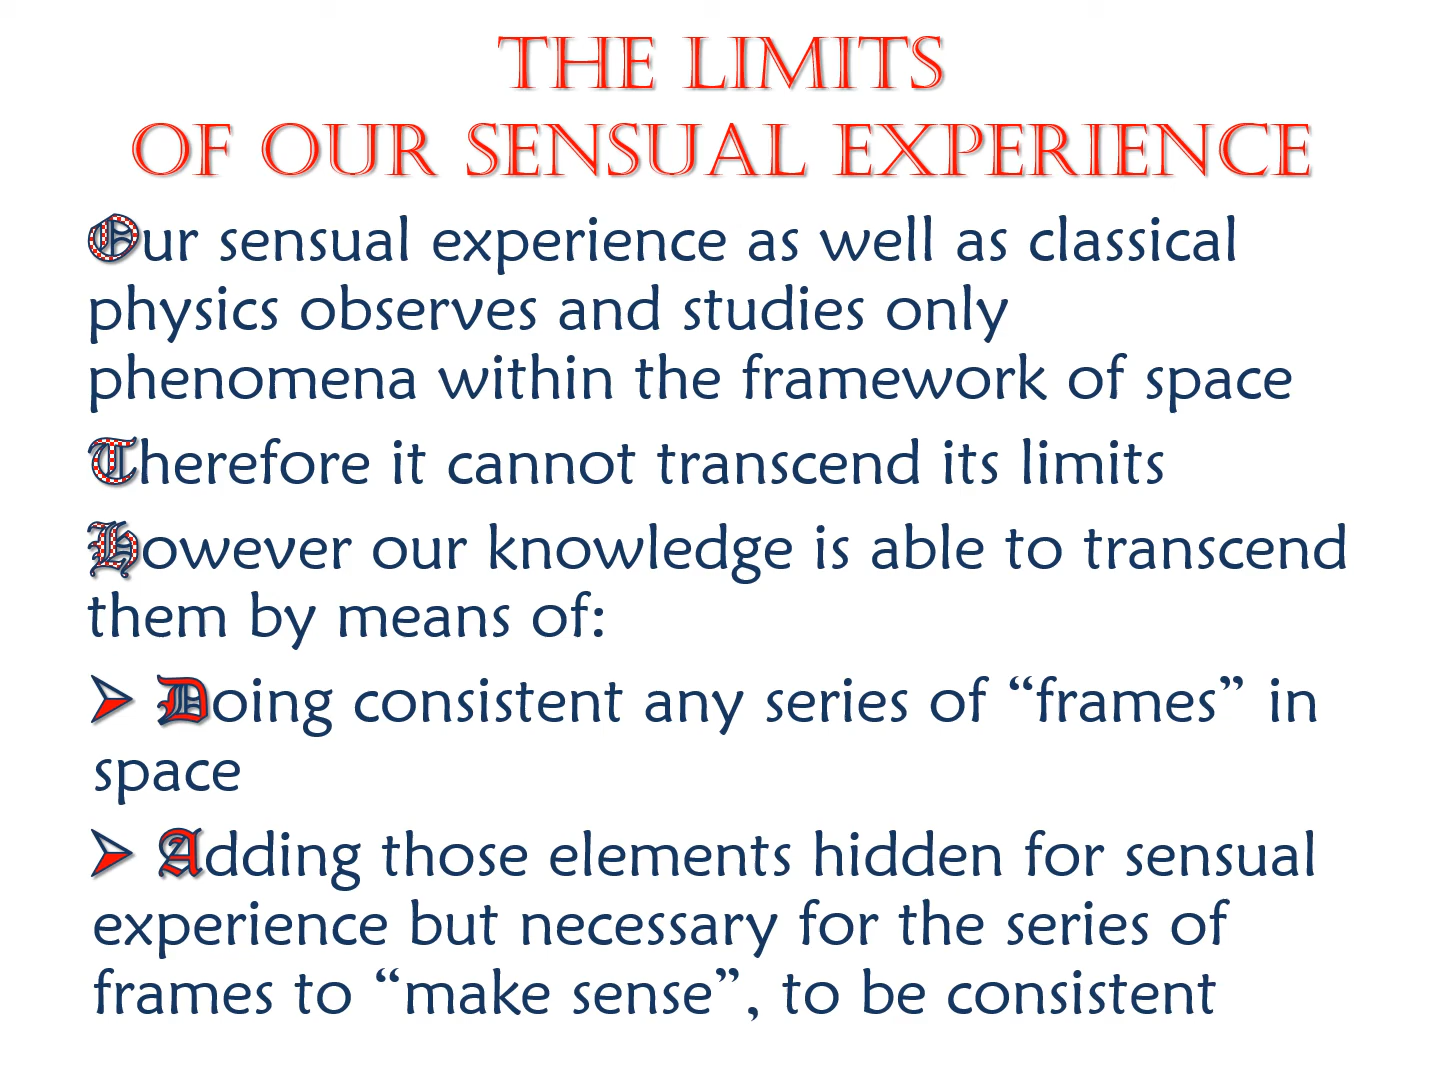 THE LIMITS
OF OUR SENSUAL EXPERIENCE
Our sensual experience as well as classical
physics observes and studies only
phenomena within the framework of space
Therefore it cannot transcend its limits
However our knowledge is able to transcend
them by means of:
➢ Doing consistent any series of “frames” in
space
➢ Adding those elements hidden for sensual
experience but necessary for the series of
frames to “make sense”, to be consistent